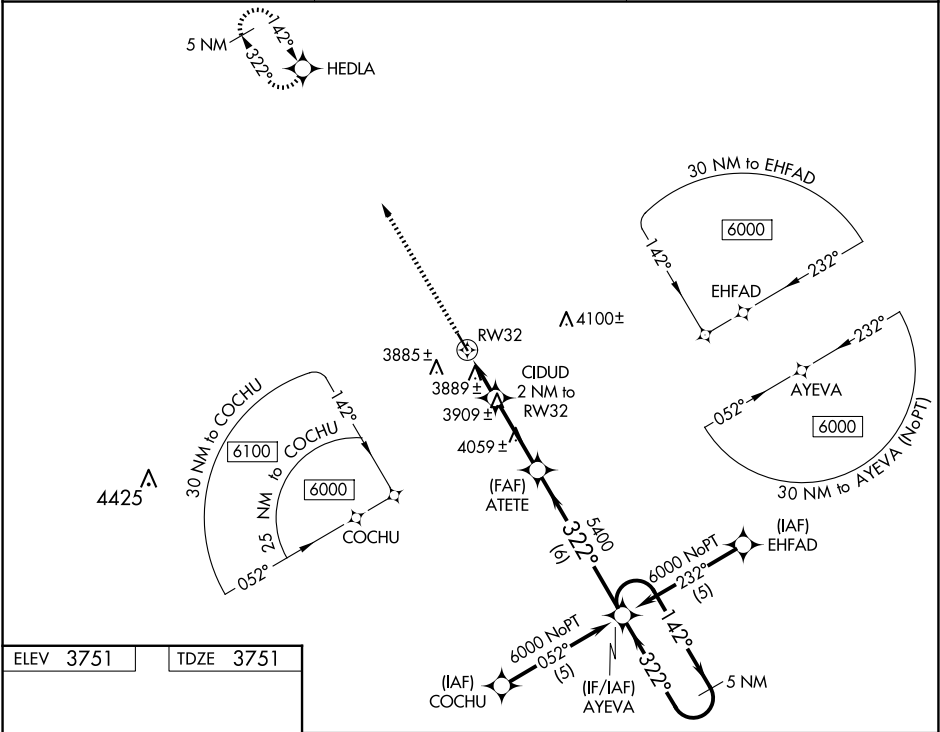 5 NM
142°
322°
HEDLA
30 NM to EHFAD
6000
142°
232°
EHFAD
4100±
RW32
3885±
3889±
CIDUD
2 NM to
RW32
3909±
4059±
232°
AYEVA
052°
6000
30 NM to AYEVA (NoPT)
30 NM to COCHU
142°
6100
25 NM to COCHU
6000
4425
COCHU
052°
(FAF)
ATETE
5400
322°
(6)
(IAF)
EHFAD
6000 NoPT
232°
(5)
6000 NoPT
052°
(5)
142°
322°
5 NM
(IAF)
COCHU
(IF/IAF)
AYEVA
ELEV 3751
TDZE 3751